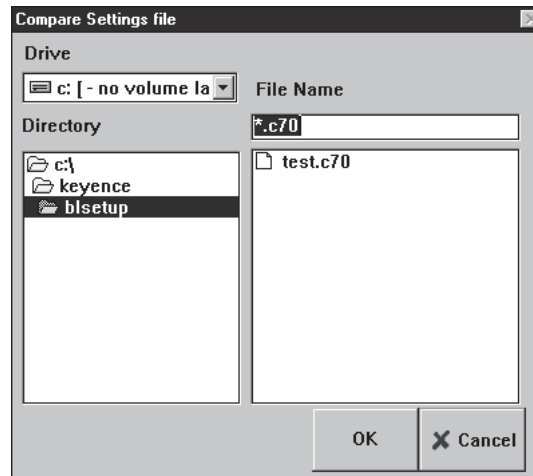 Compare Settings file
Drive
c: [ - no volume la
File Name
Directory
*.c70
c:\
keyence
blsetup
test.c70
OK
Cancel